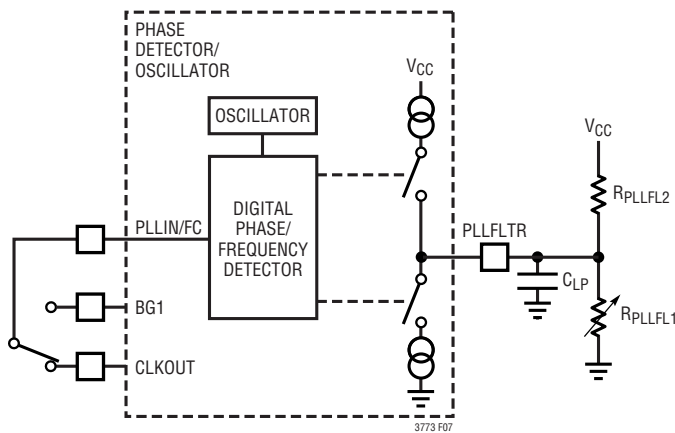 PHASE
DETECTOR/
OSCILLATOR
VCC
OSCILLATOR
VCC
RPLLFL2
PLLIN/FC
DIGITAL
PHASE/
FREQUENCY
DETECTOR
PLLFLTR
CLP
BG1
RPLLFL1
CLKOUT
3773 F07